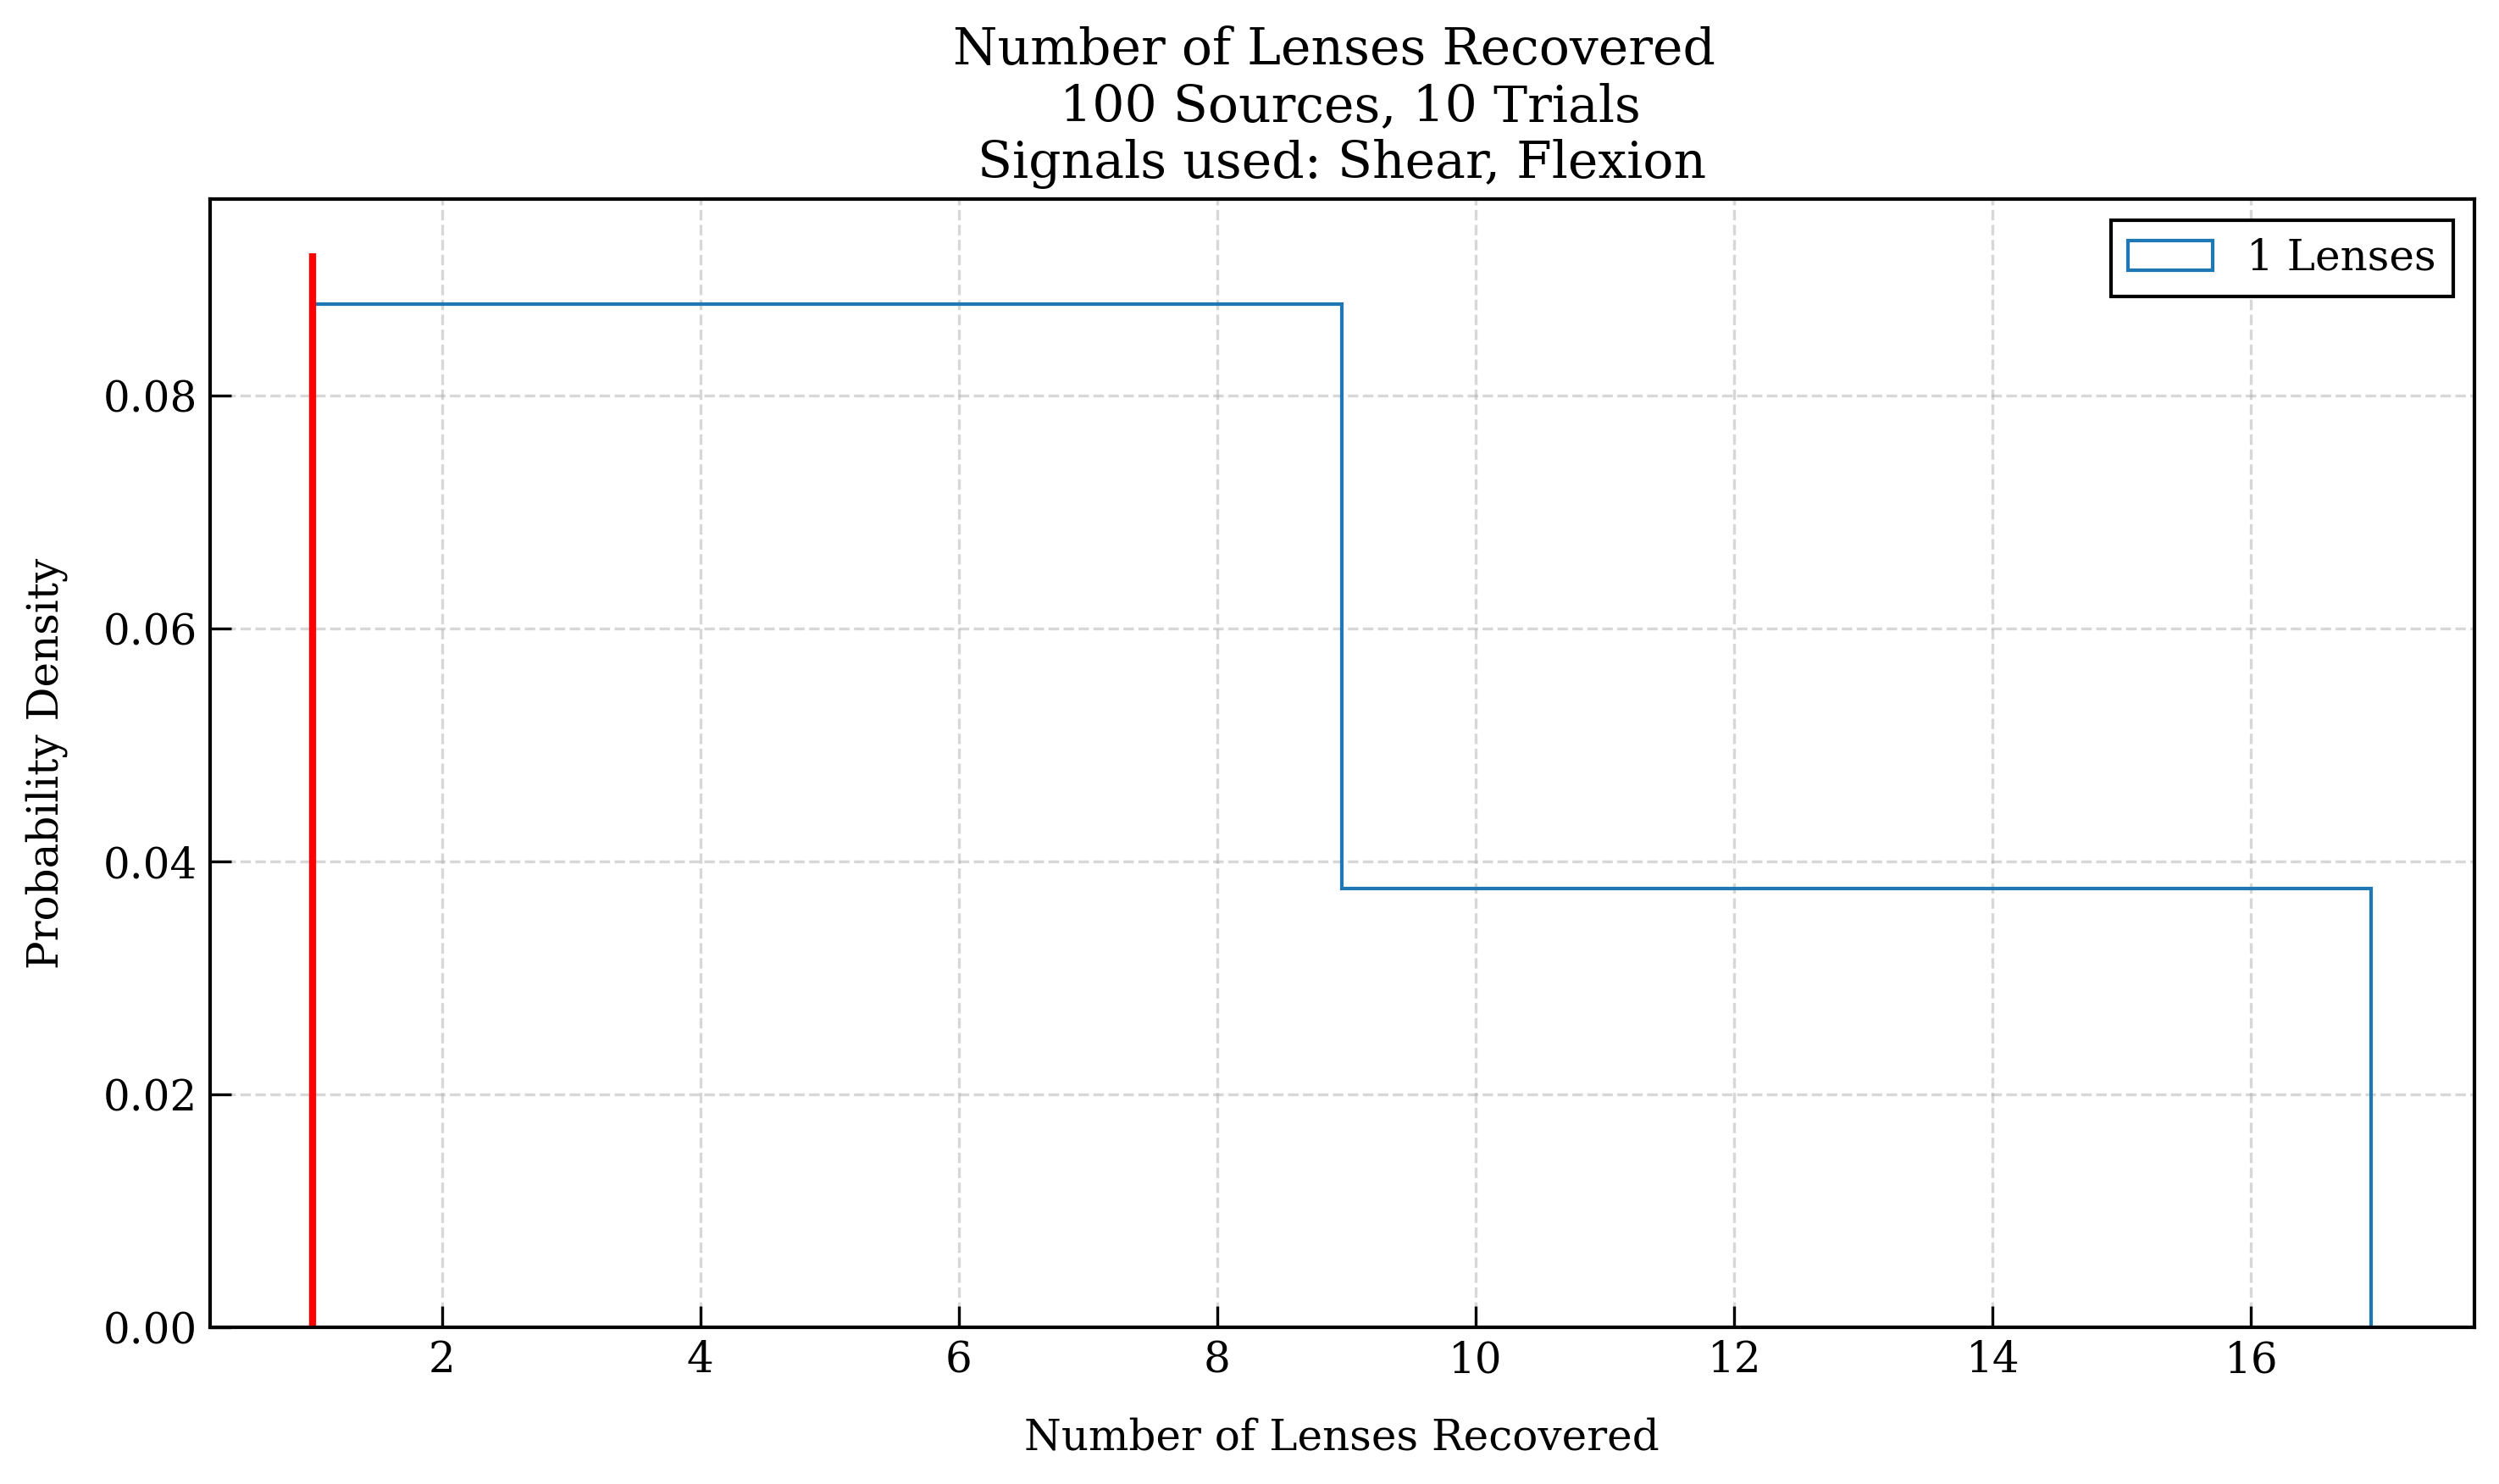 Number of Lenses Recovered
100 Sources, 10 Trials
Signals used: Shear, Flexion
1 Lenses
Probability Density
0.08
0.06
0.04
0.02
0.00
2 4 6 8 10 12 14 16
Number of Lenses Recovered